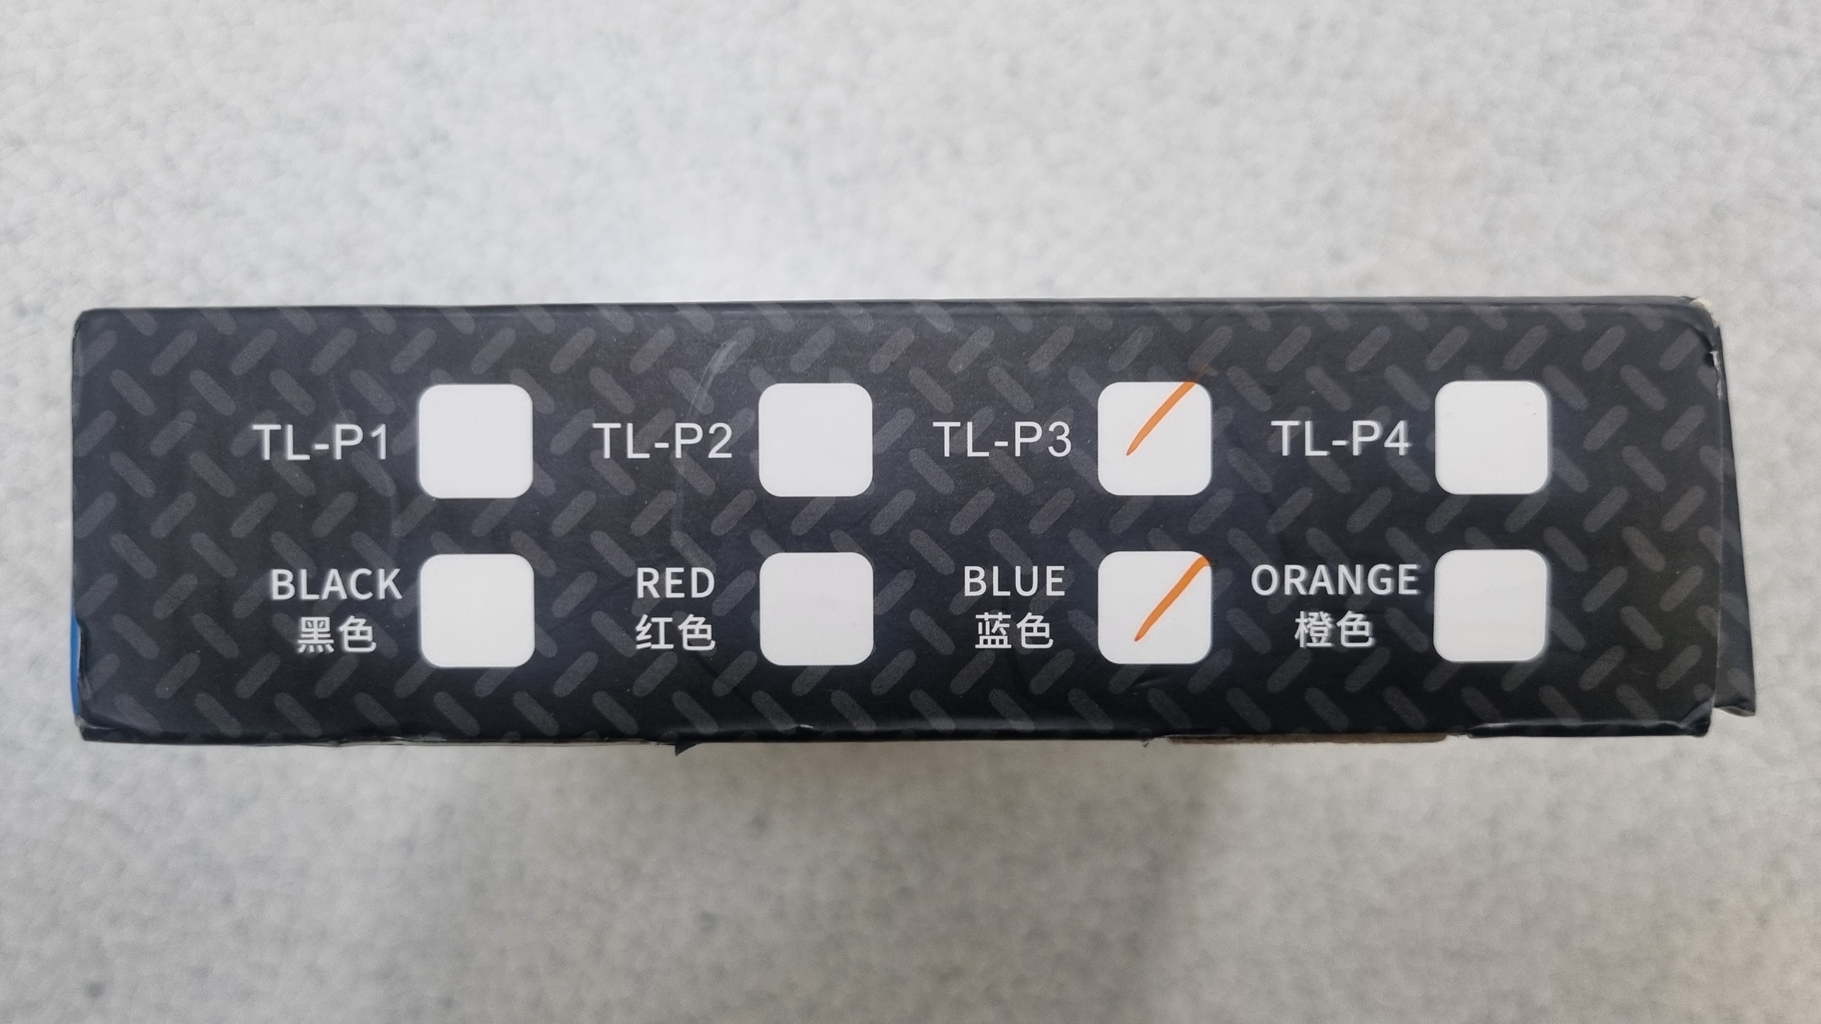 TL-P1 TL-P2 TL-P3 TL-P4
BLACK RED BLUE ORANGE
黑色 红色 蓝色 橙色